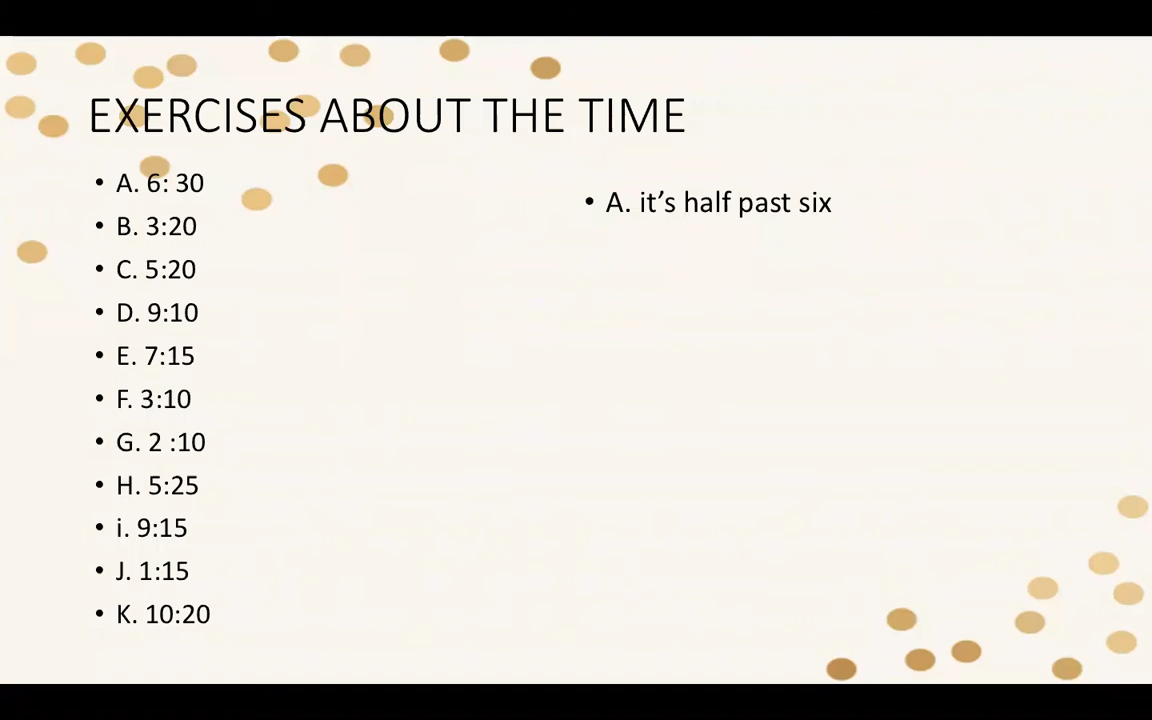 EXERCISES ABOUT THE TIME
• A. 6: 30
• B. 3:20
• C. 5:20
• D. 9:10
• E. 7:15
• F. 3:10
• G. 2 :10
• H. 5:25
• i. 9:15
• J. 1:15
• K. 10:20
• A. it’s half past six